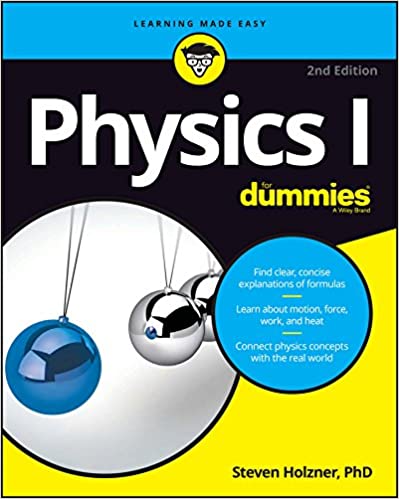 LEARNING MADE EASY
2nd Edition
Physics I
for
dummies®
A Wiley Brand
Find clear, concise
explanations of formulas
Learn about motion, force,
work, and heat
Connect physics concepts
with the real world
Steven Holzner, PhD